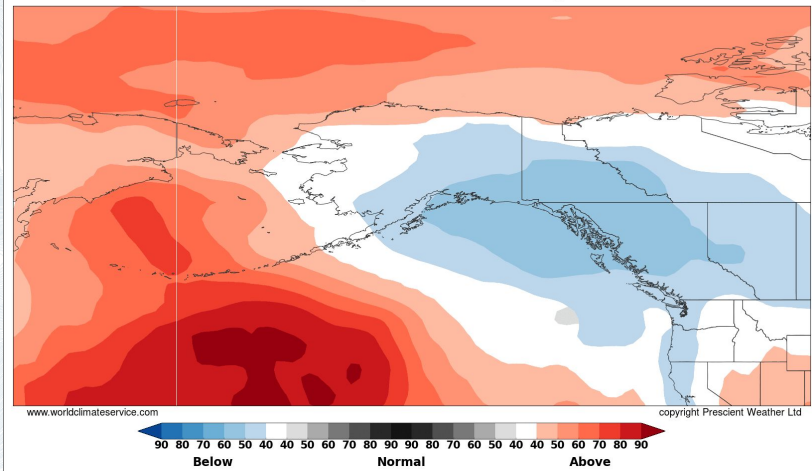 www.worldclimateservice.com copyright Prescient Weather Ltd
90 80 70 60 50 40 40 50 60 70 80 90 80 70 60 50 40 40 50 60 70 80 90
Below Normal Above